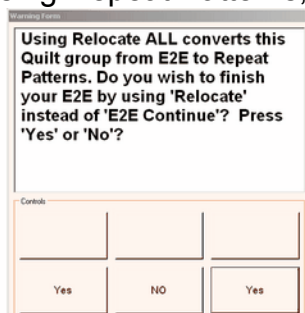 Warning Form
Using Relocate ALL converts this
Quilt group from E2E to Repeat
Patterns. Do you wish to finish
your E2E by using 'Relocate'
instead of 'E2E Continue'? Press
'Yes' or 'No'?
Controls
Yes
NO
Yes